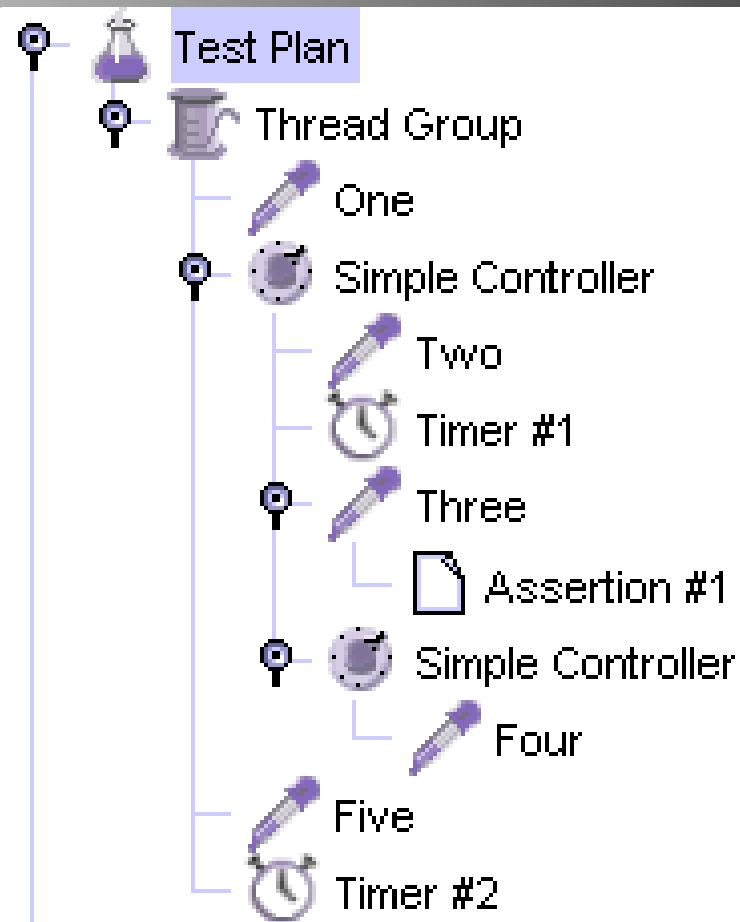 Test Plan
Thread Group
One
Simple Controller
Two
Timer #1
Three
Assertion #1
Simple Controller
Four
Five
Timer #2